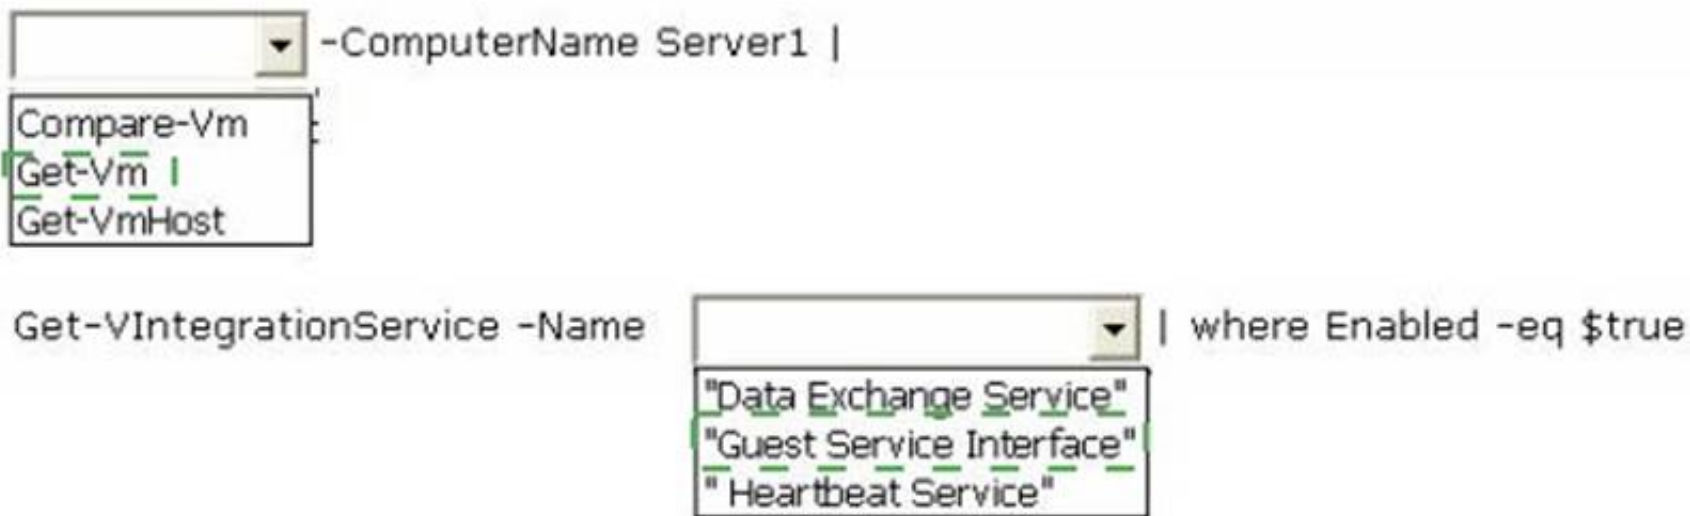 -ComputerName Server1 |
Compare-Vm
Get-Vm
Get-VmHost
Get-VIntegrationService -Name | where Enabled -eq $true
"Data Exchange Service"
"Guest Service Interface"
" Heartbeat Service"